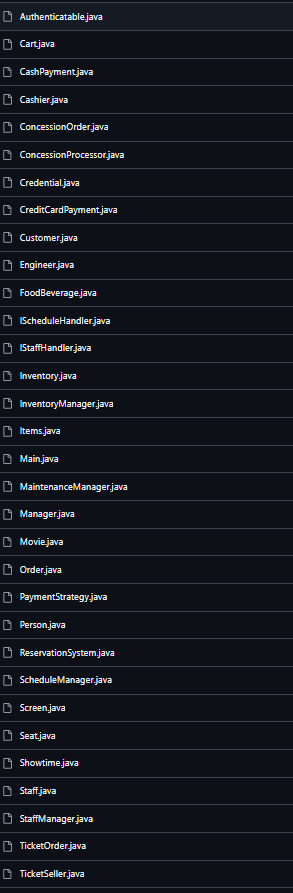 Authenticatable.java
Cart.java
CashPayment.java
Cashier.java
ConcessionOrder.java
ConcessionProcessor.java
Credential.java
CreditCardPayment.java
Customer.java
Engineer.java
FoodBeverage.java
IScheduleHandler.java
IStaffHandler.java
Inventory.java
InventoryManager.java
Items.java
Main.java
MaintenanceManager.java
Manager.java
Movie.java
Order.java
PaymentStrategy.java
Person.java
ReservationSystem.java
ScheduleManager.java
Screen.java
Seat.java
Showtime.java
Staff.java
StaffManager.java
TicketOrder.java
TicketSeller.java